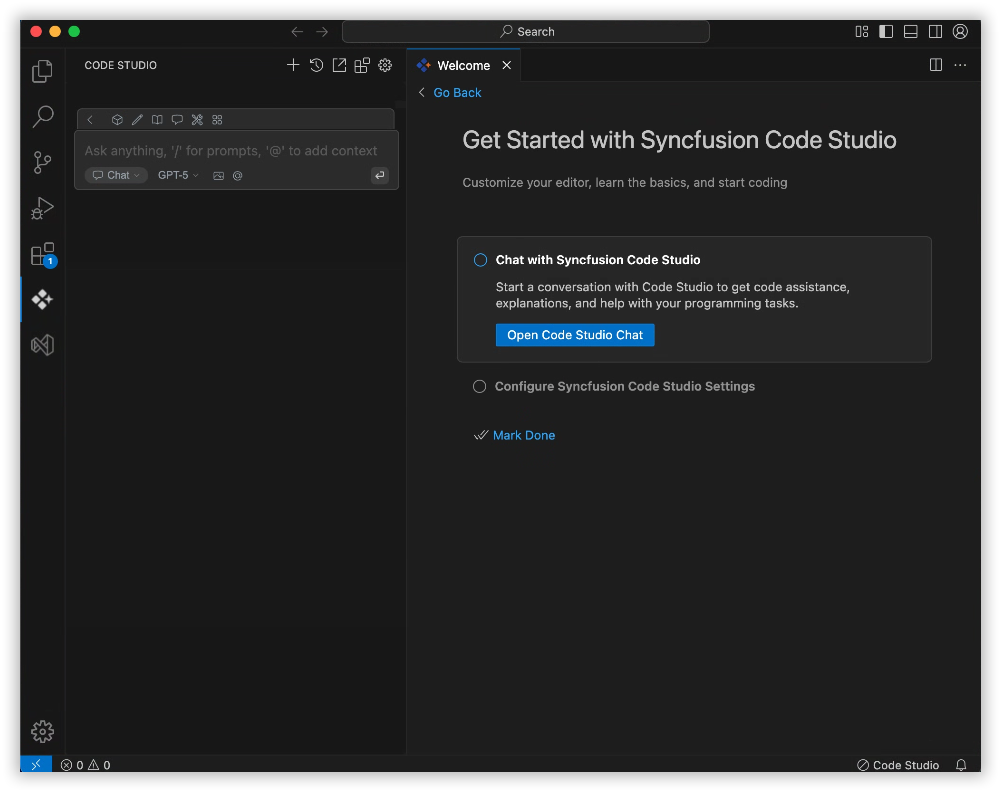 Search
CODE STUDIO
Welcome
Go Back
Ask anything, '/' for prompts, '@' to add context
Chat
GPT-5
@
Get Started with Syncfusion Code Studio
Customize your editor, learn the basics, and start coding
Chat with Syncfusion Code Studio
Start a conversation with Code Studio to get code assistance,
explanations, and help with your programming tasks.
Open Code Studio Chat
Configure Syncfusion Code Studio Settings
Mark Done
1
0 0
Code Studio